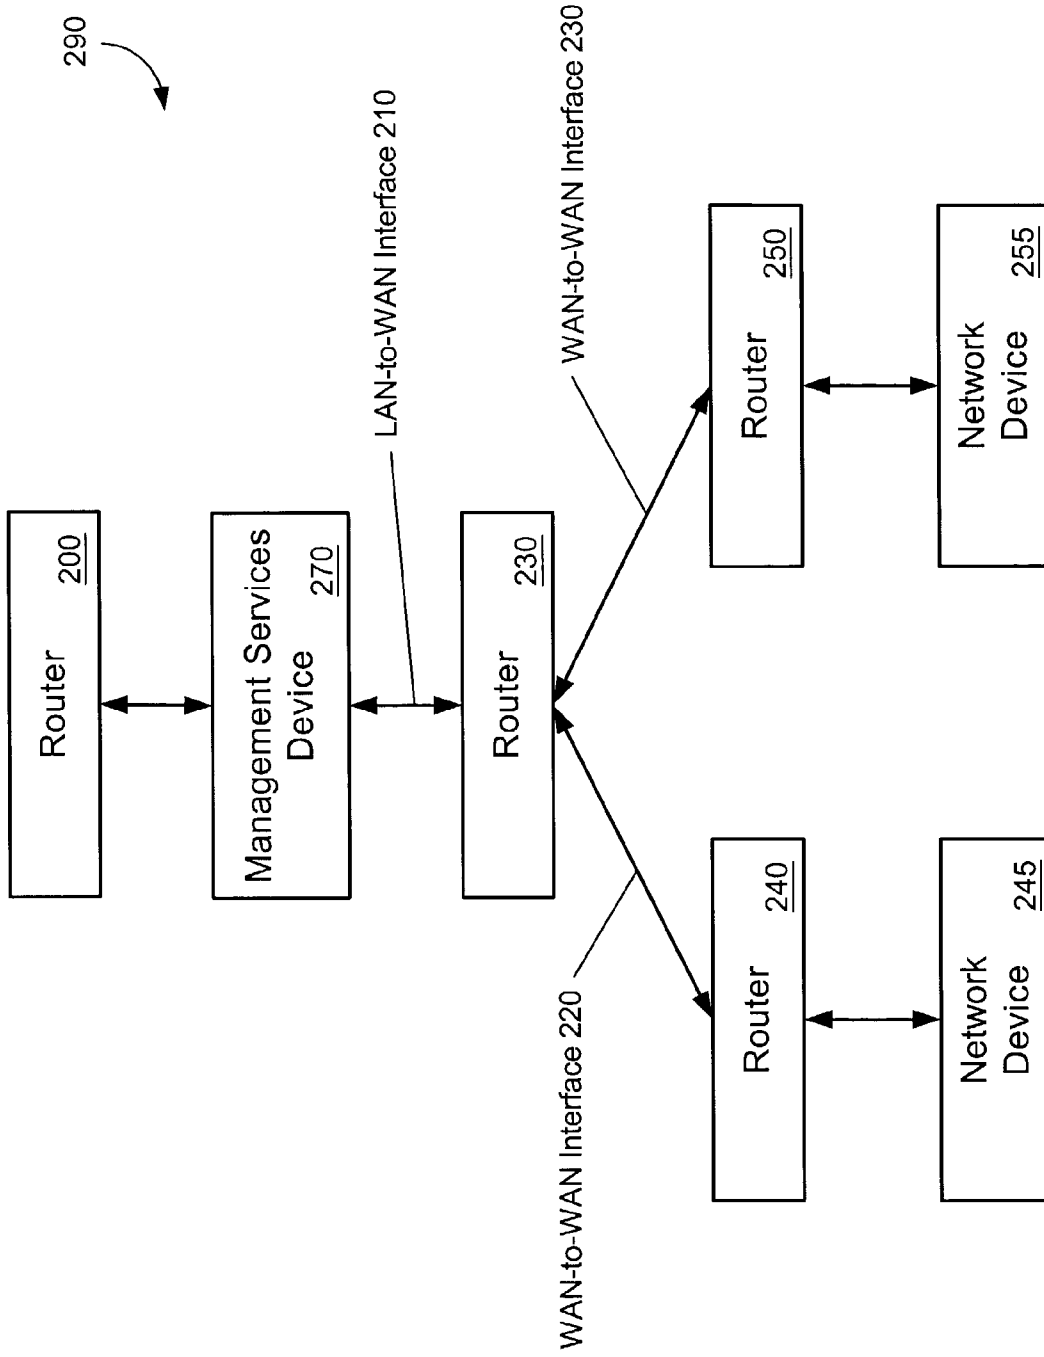 290
Router
200
Management Services
Device
270
LAN-to-WAN Interface 210
Router
230
WAN-to-WAN Interface 220
WAN-to-WAN Interface 230
Router
240
Router
250
Network
Device
245
Network
Device
255